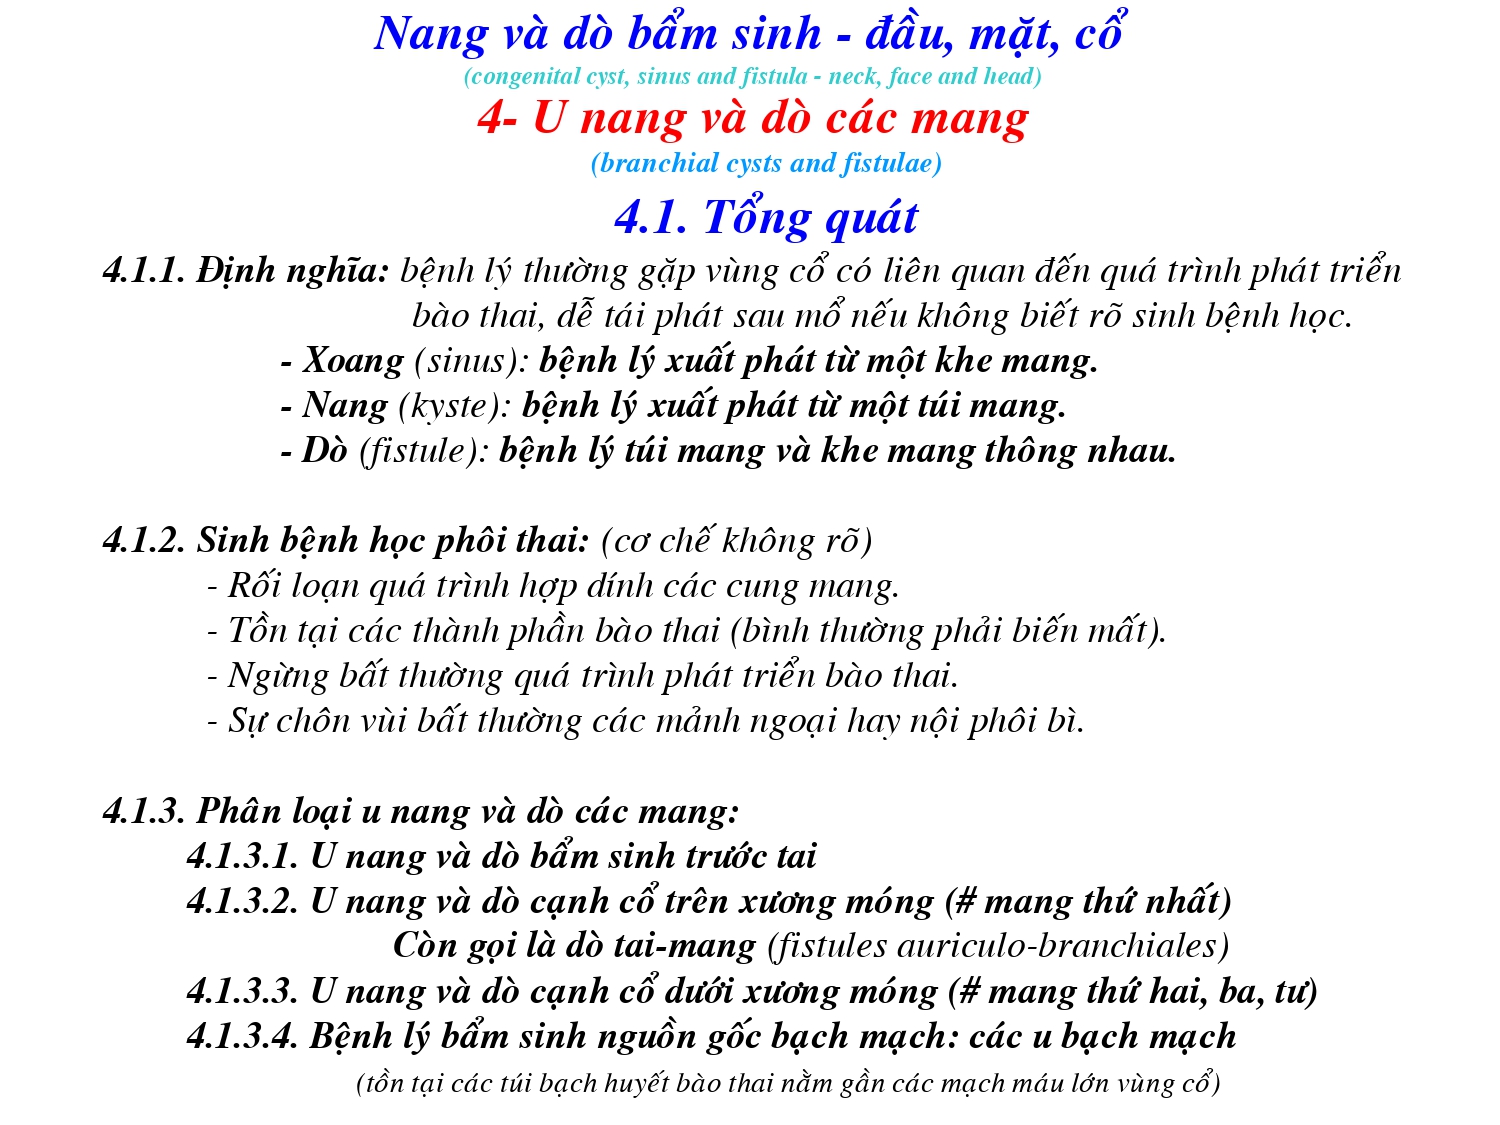 Nang và dò bẩm sinh - đầu, mặt, cổ
(congenital cyst, sinus and fistula - neck, face and head)
4- U nang và dò các mang
(branchial cysts and fistulae)
4.1. Tổng quát
4.1.1. Định nghĩa: bệnh lý thường gặp vùng cổ có liên quan đến quá trình phát triển
bào thai, dễ tái phát sau mổ nếu không biết rõ sinh bệnh học.
- Xoang (sinus): bệnh lý xuất phát từ một khe mang.
- Nang (kyste): bệnh lý xuất phát từ một túi mang.
- Dò (fistule): bệnh lý túi mang và khe mang thông nhau.
4.1.2. Sinh bệnh học phôi thai: (cơ chế không rõ)
- Rối loạn quá trình hợp dính các cung mang.
- Tồn tại các thành phần bào thai (bình thường phải biến mất).
- Ngừng bất thường quá trình phát triển bào thai.
- Sự chôn vùi bất thường các mảnh ngoại hay nội phôi bì.
4.1.3. Phân loại u nang và dò các mang:
4.1.3.1. U nang và dò bẩm sinh trước tai
4.1.3.2. U nang và dò cạnh cổ trên xương móng (# mang thứ nhất)
Còn gọi là dò tai-mang (fistules auriculo-branchiales)
4.1.3.3. U nang và dò cạnh cổ dưới xương móng (# mang thứ hai, ba, tư)
4.1.3.4. Bệnh lý bẩm sinh nguồn gốc bạch mạch: các u bạch mạch
(tồn tại các túi bạch huyết bào thai nằm gần các mạch máu lớn vùng cổ)